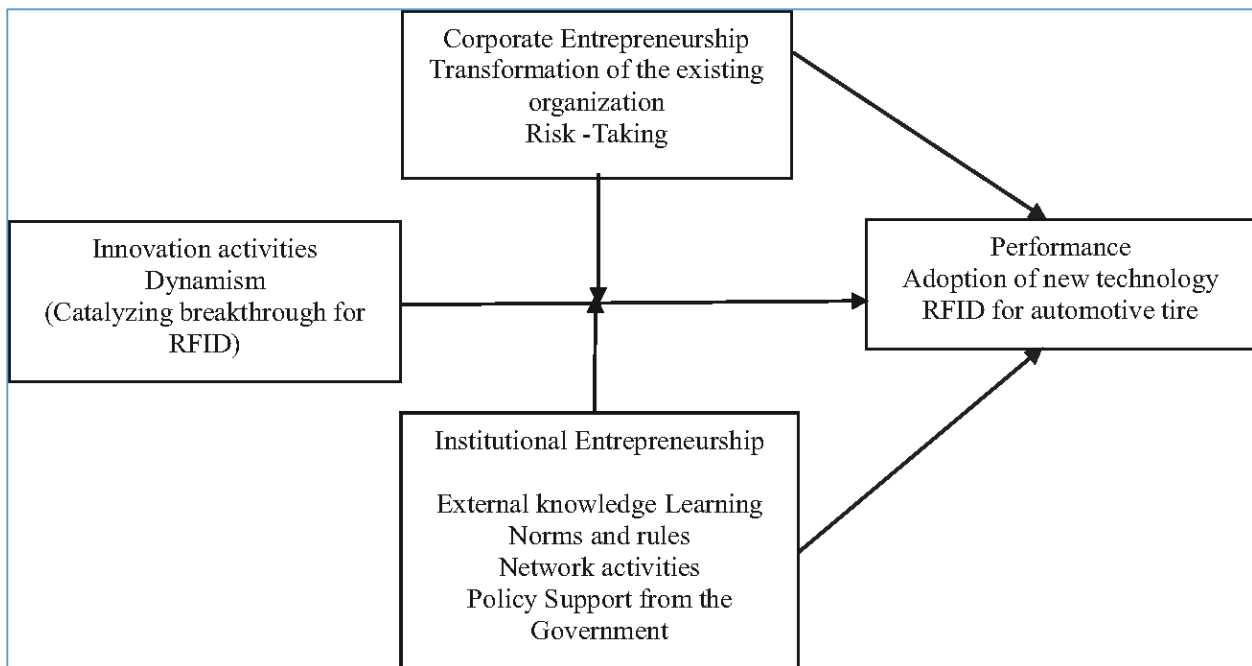 Corporate Entrepreneurship
Transformation of the existing
organization
Risk -Taking
Innovation activities
Dynamism
(Catalyzing breakthrough for
RFID)
Performance
Adoption of new technology
RFID for automotive tire
Institutional Entrepreneurship
External knowledge Learning
Norms and rules
Network activities
Policy Support from the
Government